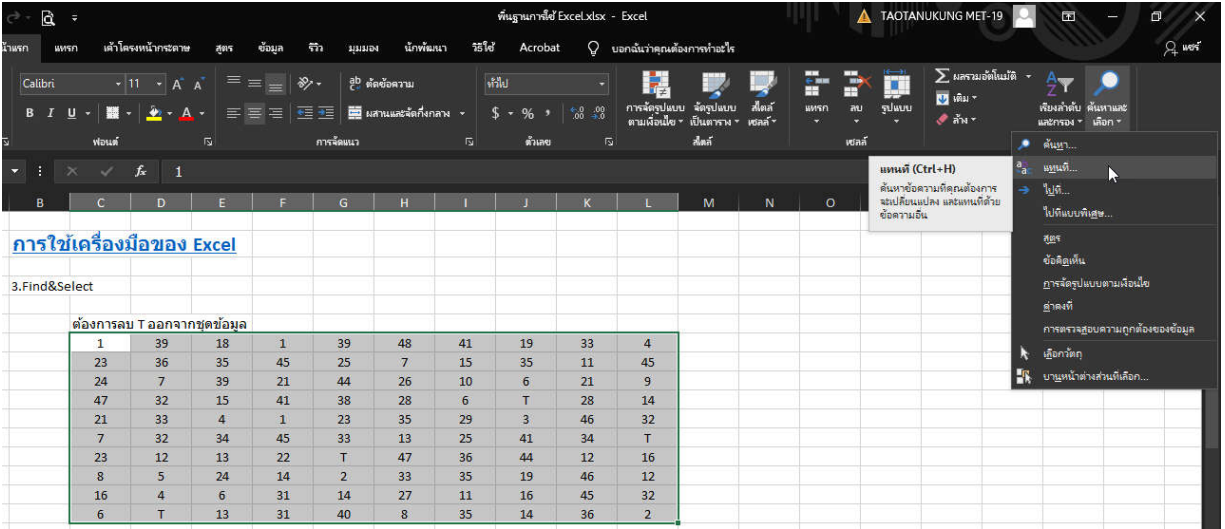 พื้นฐานการใช้ Excel.xlsx - Excel
TAOTANUKUNG MET-19
น้าแรก แทรก เค้าโครงหน้ากระดาษ สูตร ข้อมูล รีวิว มุมมอง นักพัฒนา วิธีใช้ Acrobat บอกฉันว่าคุณต้องการทำอะไร แชร์
Calibri 11 ตัดข้อความ ทั่วไป ผลรวมอัตโนมัติ
B I U ผสานและจัดกึ่งกลาง $ % เติม
การจัดรูปแบบตามเงื่อนไข จัดรูปแบบเป็นตาราง สไตล์เซลล์ แทรก ลบ รูปแบบ ล้าง เรียงลำดับและกรอง ค้นหาและเลือก
ฟอนต์ การจัดแนว ตัวเลข สไตล์ เซลล์
fx 1
B C D E F G H I J K L M N O
ค้นหา...
แทนที่...
ไปที่...
ไปที่แบบพิเศษ...
สูตร
ข้อคิดเห็น
การจัดรูปแบบตามเงื่อนไข
ค่าคงที่
การตรวจสอบความถูกต้องของข้อมูล
เลือกวัตถุ
บานหน้าต่างส่วนที่เลือก...
แทนที่ (Ctrl+H)
ค้นหาข้อความที่คุณต้องการ
จะเปลี่ยนแปลง และแทนที่ด้วย
ข้อความอื่น
การใช้เครื่องมือของ Excel
3.Find&Select
ต้องการลบ T ออกจากชุดข้อมูล
1 39 18 1 39 48 41 19 33 4
23 36 35 45 25 7 15 35 11 45
24 7 39 21 44 26 10 6 21 9
47 32 15 41 38 28 6 T 28 14
21 33 4 1 23 35 29 3 46 32
7 32 34 45 33 13 25 41 34 T
23 12 13 22 T 47 36 44 12 16
8 5 24 14 2 33 35 19 46 12
16 4 6 31 14 27 11 16 45 32
6 T 13 31 40 8 35 14 36 2